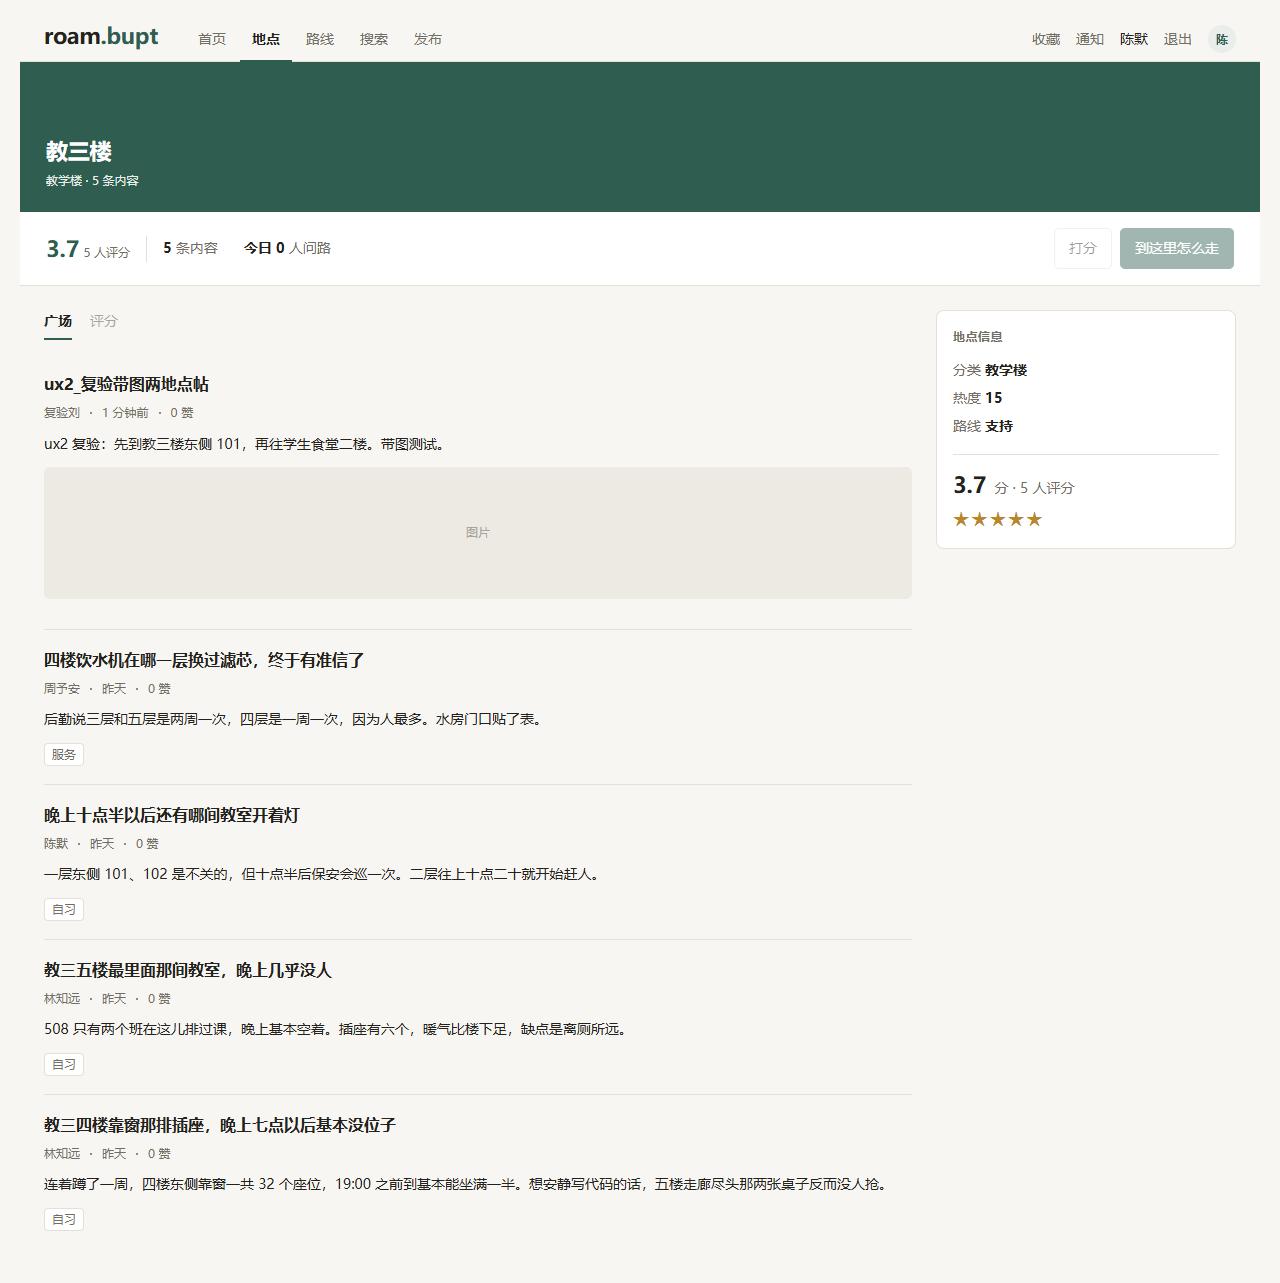 roam.bupt 首页 地点 路线 搜索 发布 收藏 通知 陈默 退出 陈
教三楼
教学楼 · 5 条内容
3.7 5 人评分 5 条内容 今日 0 人问路 打分 到这里怎么走
广场 评分
ux2_复验带图两地点帖
复验刘 · 1 分钟前 · 0 赞
ux2 复验：先到教三楼东侧 101，再往学生食堂二楼。带图测试。
图片
四楼饮水机在哪一层换过滤芯，终于有准信了
周予安 · 昨天 · 0 赞
后勤说三层和五层是两周一次，四层是一周一次，因为人最多。水房门口贴了表。
服务
晚上十点半以后还有哪间教室开着灯
陈默 · 昨天 · 0 赞
一层东侧 101、102 是不关的，但十点半后保安会巡一次。二层往上十点二十就开始赶人。
自习
教三五楼最里面那间教室，晚上几乎没人
林知远 · 昨天 · 0 赞
508 只有两个班在这儿排过课，晚上基本空着。插座有六个，暖气比楼下足，缺点是离厕所远。
自习
教三四楼靠窗那排插座，晚上七点以后基本没位子
林知远 · 昨天 · 0 赞
连着蹲了一周，四楼东侧靠窗一共 32 个座位，19:00 之前到基本能坐满一半。想安静写代码的话，五楼走廊尽头那两张桌子反而没人抢。
自习
地点信息
分类 教学楼
热度 15
路线 支持
3.7 分 · 5 人评分
★★★★★